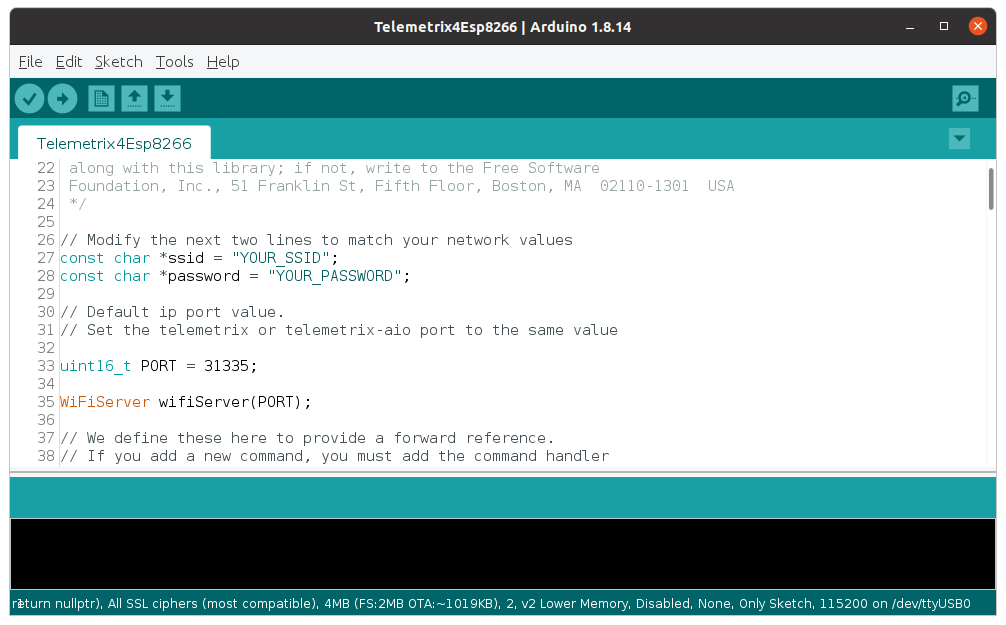 Telemetrix4Esp8266 | Arduino 1.8.14
File Edit Sketch Tools Help
Telemetrix4Esp8266
22 along with this library; if not, write to the Free Software
23 Foundation, Inc., 51 Franklin St, Fifth Floor, Boston, MA  02110-1301  USA
24 */
25
26 // Modify the next two lines to match your network values
27 const char *ssid = "YOUR_SSID";
28 const char *password = "YOUR_PASSWORD";
29
30 // Default ip port value.
31 // Set the telemetrix or telemetrix-aio port to the same value
32
33 uint16_t PORT = 31335;
34
35 WiFiServer wifiServer(PORT);
36
37 // We define these here to provide a forward reference.
38 // If you add a new command, you must add the command handler
return nullptr), All SSL ciphers (most compatible), 4MB (FS:2MB OTA:~1019KB), 2, v2 Lower Memory, Disabled, None, Only Sketch, 115200 on /dev/ttyUSB0